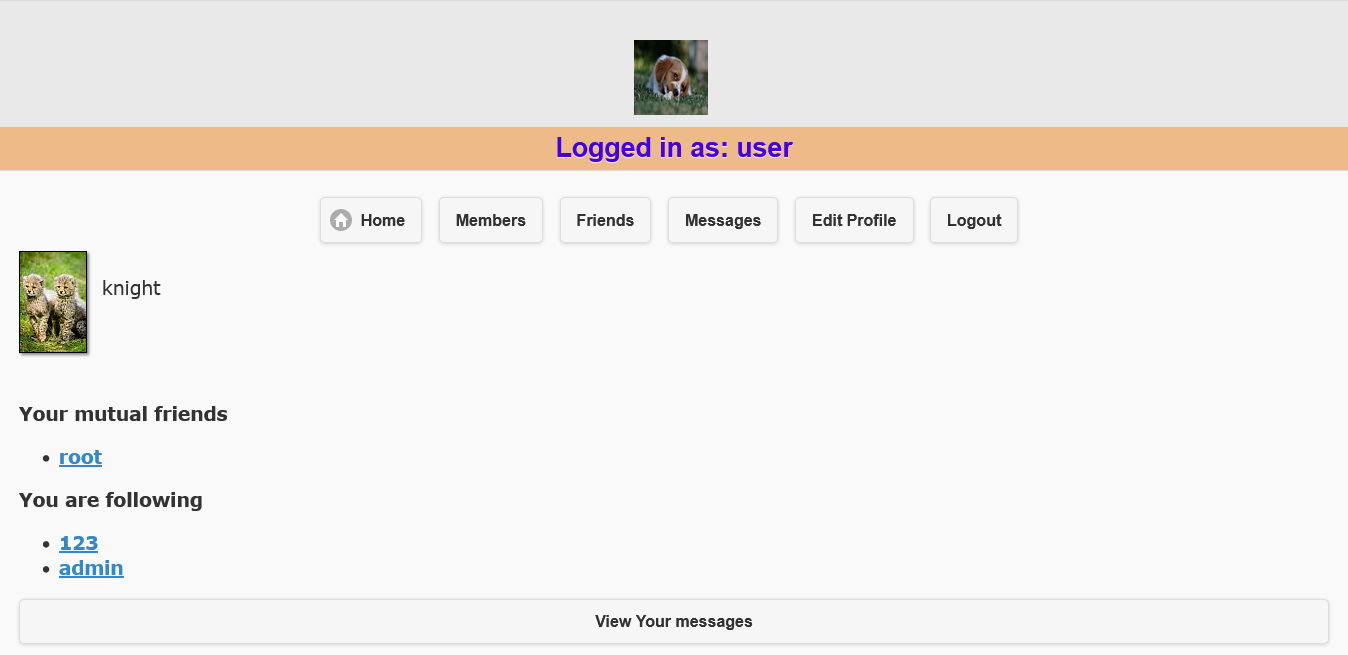 Logged in as: user
Home Members Friends Messages Edit Profile Logout
knight
Your mutual friends
root
You are following
123
admin
View Your messages